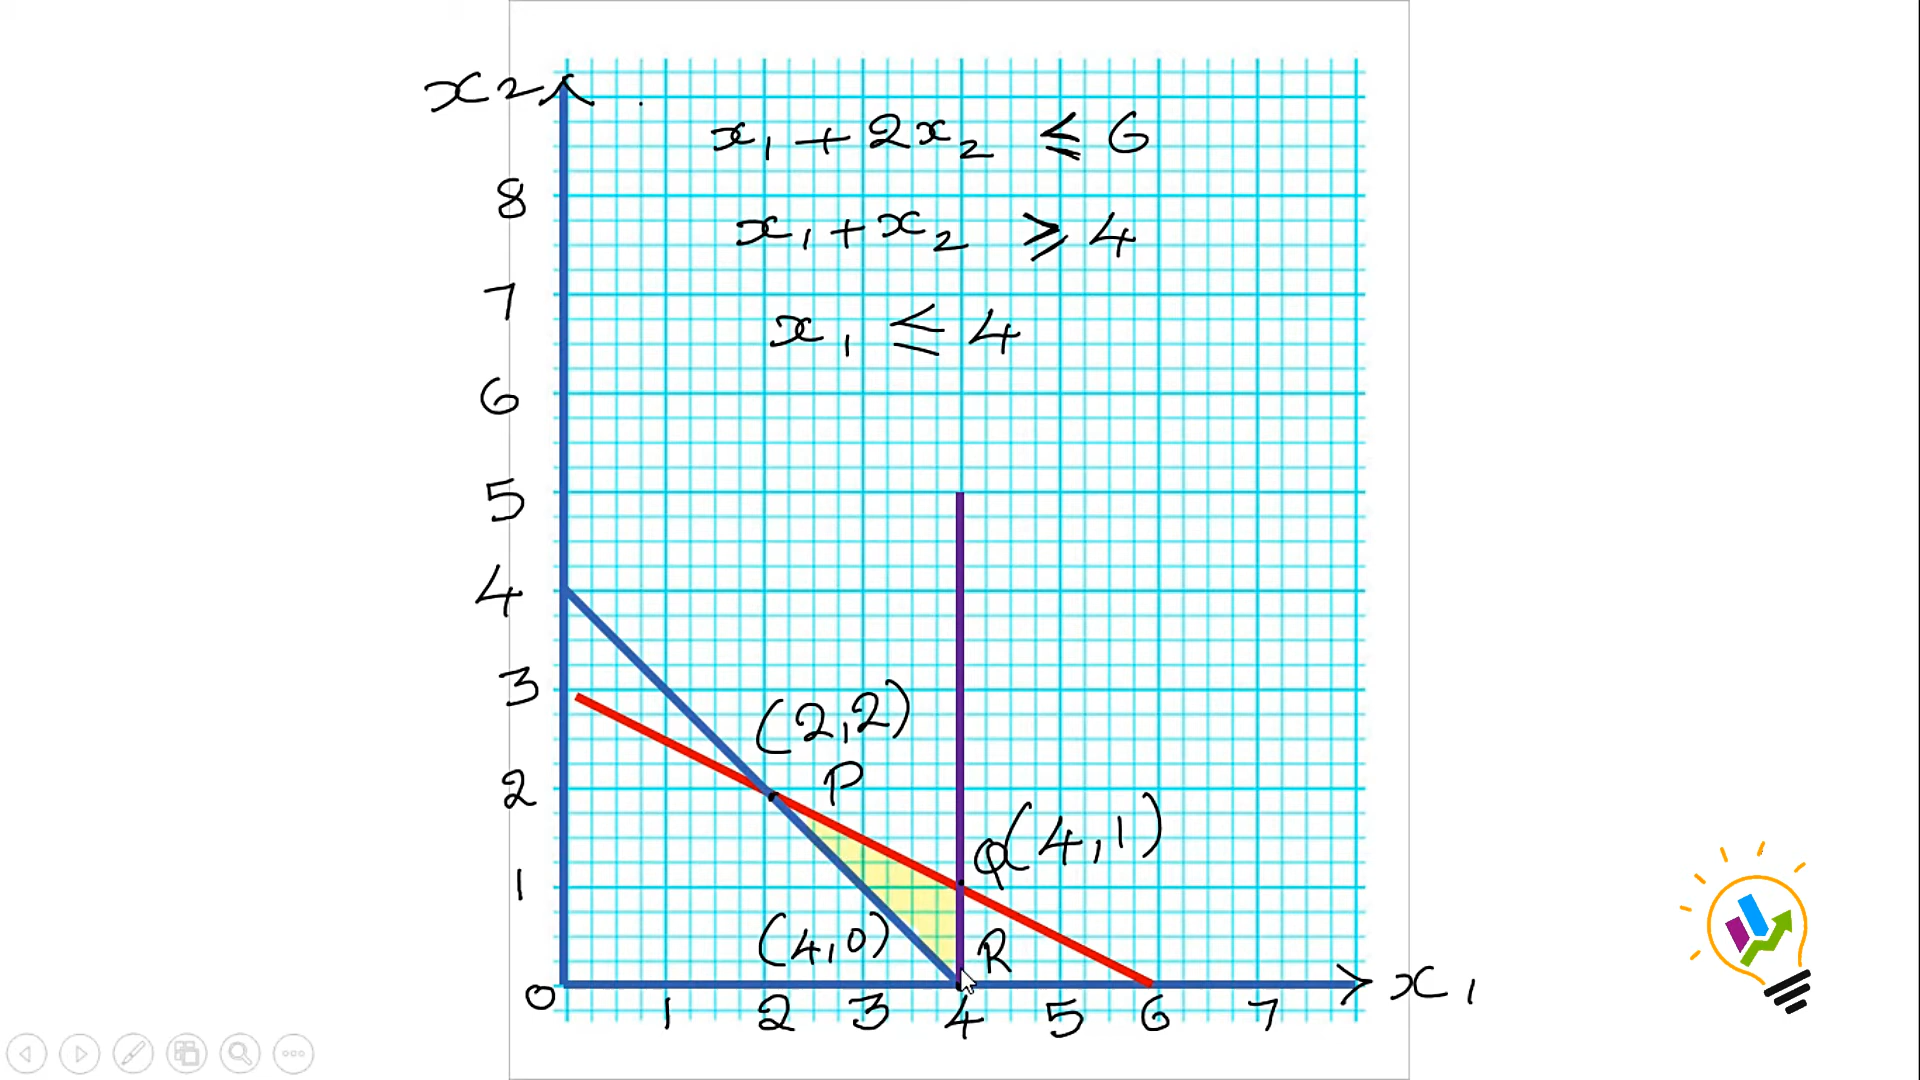 x2
x1 + 2x2 ≤ 6
8
x1 + x2 ≥ 4
7
x1 ≤ 4
6
5
4
3
(2,2)
P
2
Q(4,1)
1
(4,0)
R
0
1 2 3 4 5 6 7
x1